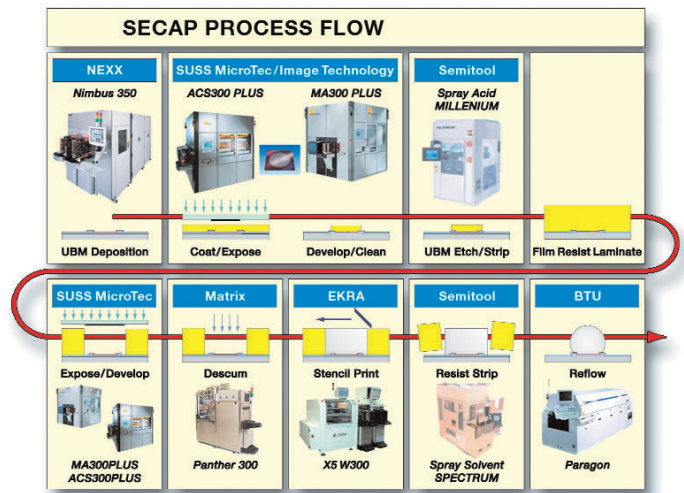 SECAP PROCESS FLOW
NEXX
Nimbus 350
UBM Deposition
SUSS MicroTec/Image Technology
ACS300 PLUS
MA300 PLUS
Coat/Expose
Develop/Clean
Semitool
Spray Acid
MILLENIUM
UBM Etch/Strip
Film Resist Laminate
SUSS MicroTec
Expose/Develop
MA300PLUS
ACS300PLUS
Matrix
Descum
Panther 300
EKRA
Stencil Print
X5 W300
Semitool
Resist Strip
Spray Solvent
SPECTRUM
BTU
Reflow
Paragon